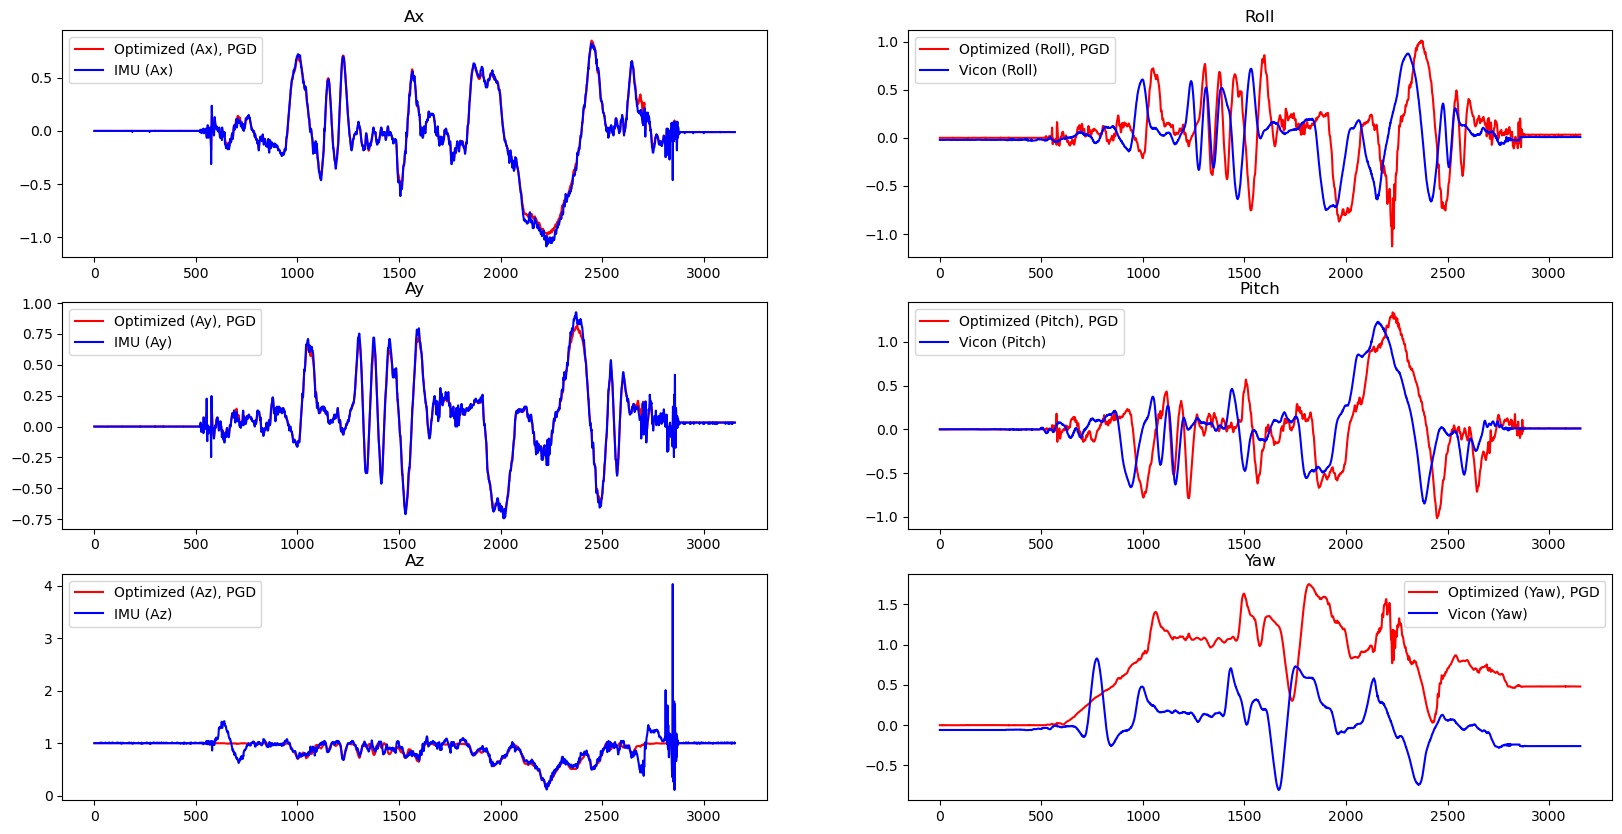 Ax
Optimized (Ax), PGD
IMU (Ax)
0.5
0.0
−0.5
−1.0
0 500 1000 1500 2000 2500 3000
Roll
Optimized (Roll), PGD
Vicon (Roll)
1.0
0.5
0.0
−0.5
−1.0
0 500 1000 1500 2000 2500 3000
Ay
Optimized (Ay), PGD
IMU (Ay)
1.00
0.75
0.50
0.25
0.00
−0.25
−0.50
−0.75
0 500 1000 1500 2000 2500 3000
Pitch
Optimized (Pitch), PGD
Vicon (Pitch)
1.0
0.5
0.0
−0.5
−1.0
0 500 1000 1500 2000 2500 3000
Az
Optimized (Az), PGD
IMU (Az)
4
3
2
1
0
0 500 1000 1500 2000 2500 3000
Yaw
Optimized (Yaw), PGD
Vicon (Yaw)
1.5
1.0
0.5
0.0
−0.5
0 500 1000 1500 2000 2500 3000